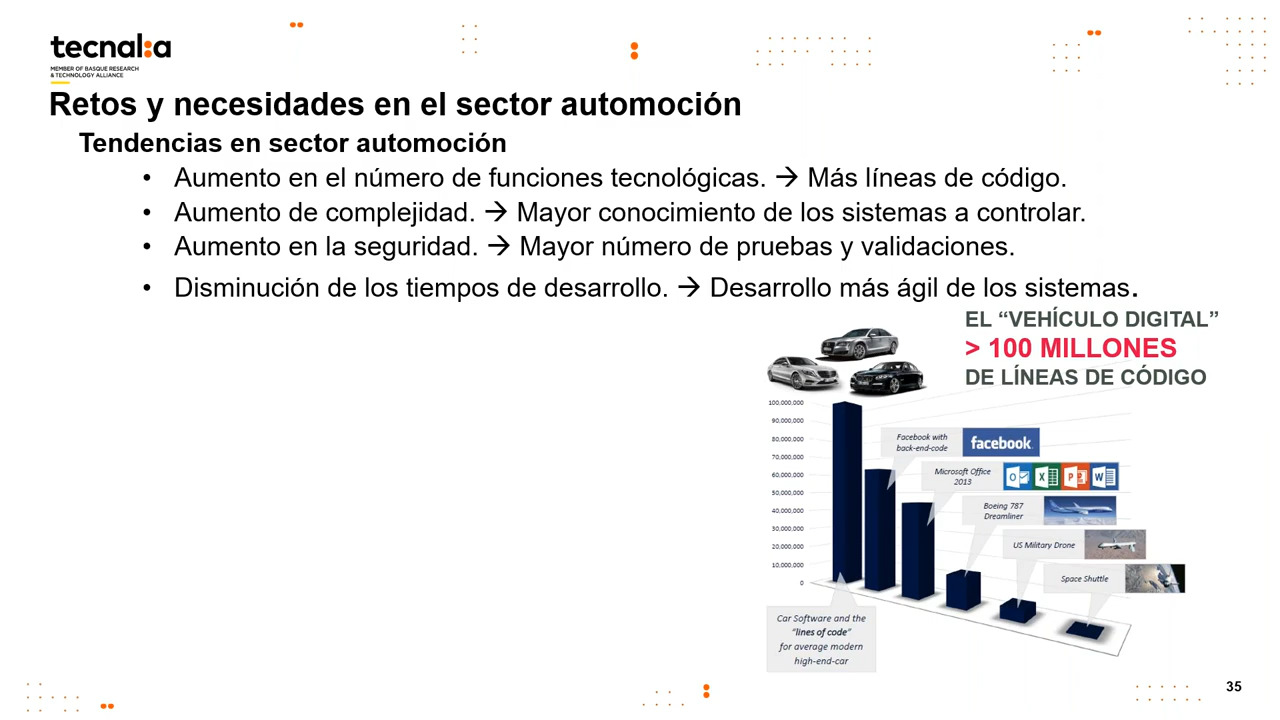 tecnal:a
MEMBER OF BASQUE RESEARCH
& TECHNOLOGY ALLIANCE
Retos y necesidades en el sector automoción
Tendencias en sector automoción
• Aumento en el número de funciones tecnológicas. → Más líneas de código.
• Aumento de complejidad. → Mayor conocimiento de los sistemas a controlar.
• Aumento en la seguridad. → Mayor número de pruebas y validaciones.
• Disminución de los tiempos de desarrollo. → Desarrollo más ágil de los sistemas.
EL “VEHÍCULO DIGITAL”
> 100 MILLONES
DE LÍNEAS DE CÓDIGO
100,000,000
90,000,000
80,000,000
70,000,000
60,000,000
50,000,000
40,000,000
30,000,000
20,000,000
10,000,000
0
Facebook with
back-end-code
facebook
Microsoft Office
2013
Boeing 787
Dreamliner
US Military Drone
Space Shuttle
Car Software and the
“lines of code”
for average modern
high-end-car
35